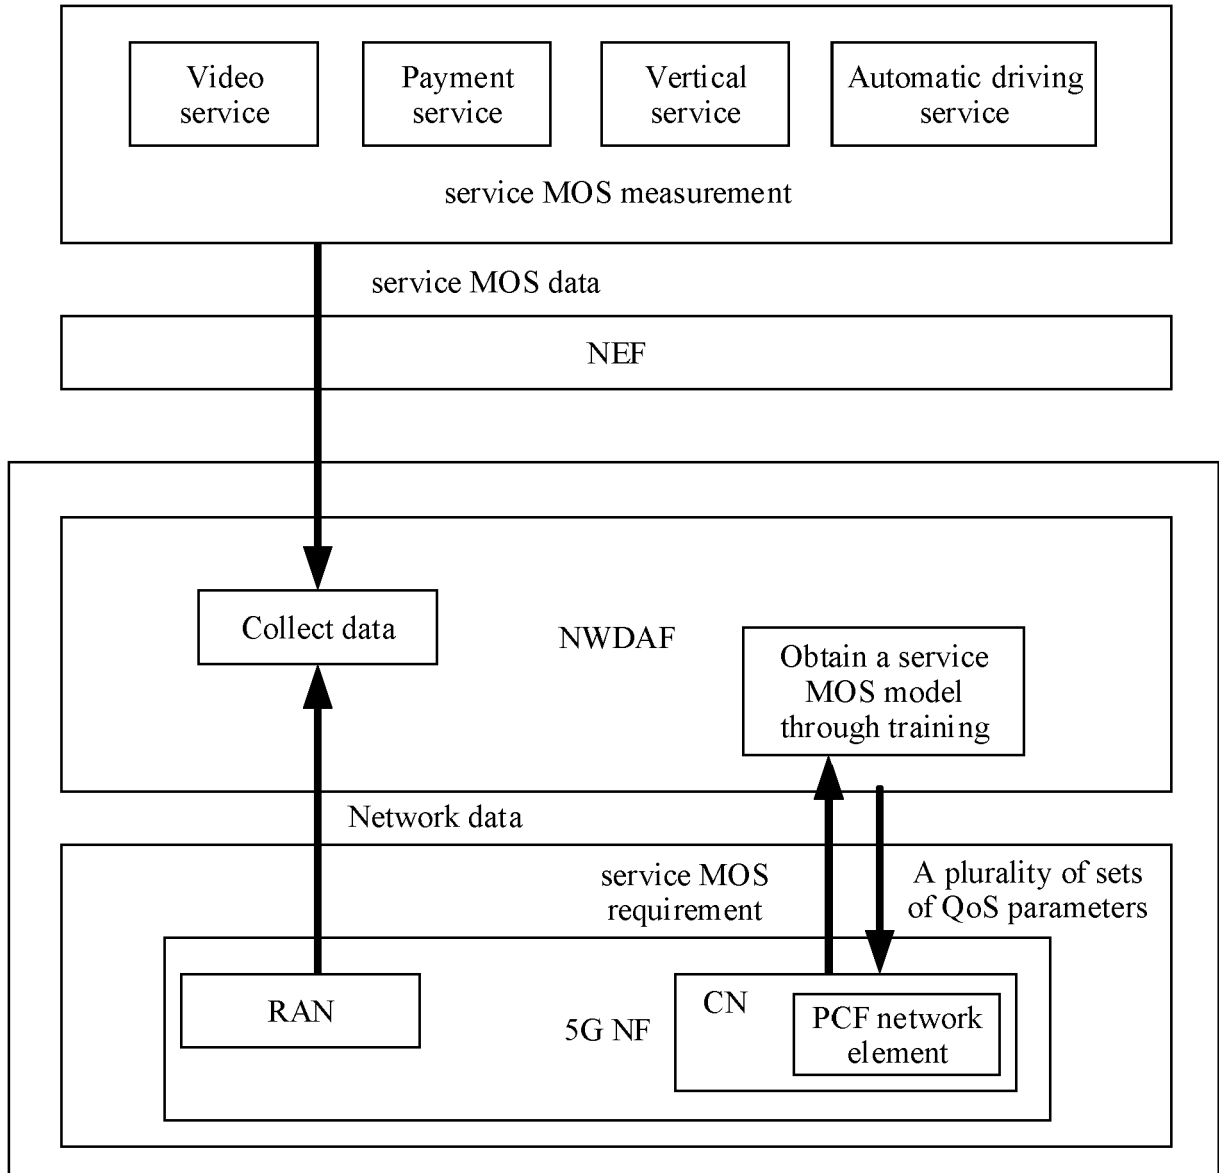 Video
service
Payment
service
Vertical
service
Automatic driving
service
service MOS measurement
service MOS data
NEF
Collect data
NWDAF
Obtain a service
MOS model
through training
Network data
service MOS
requirement
A plurality of sets
of QoS parameters
RAN
5G NF
CN
PCF network
element